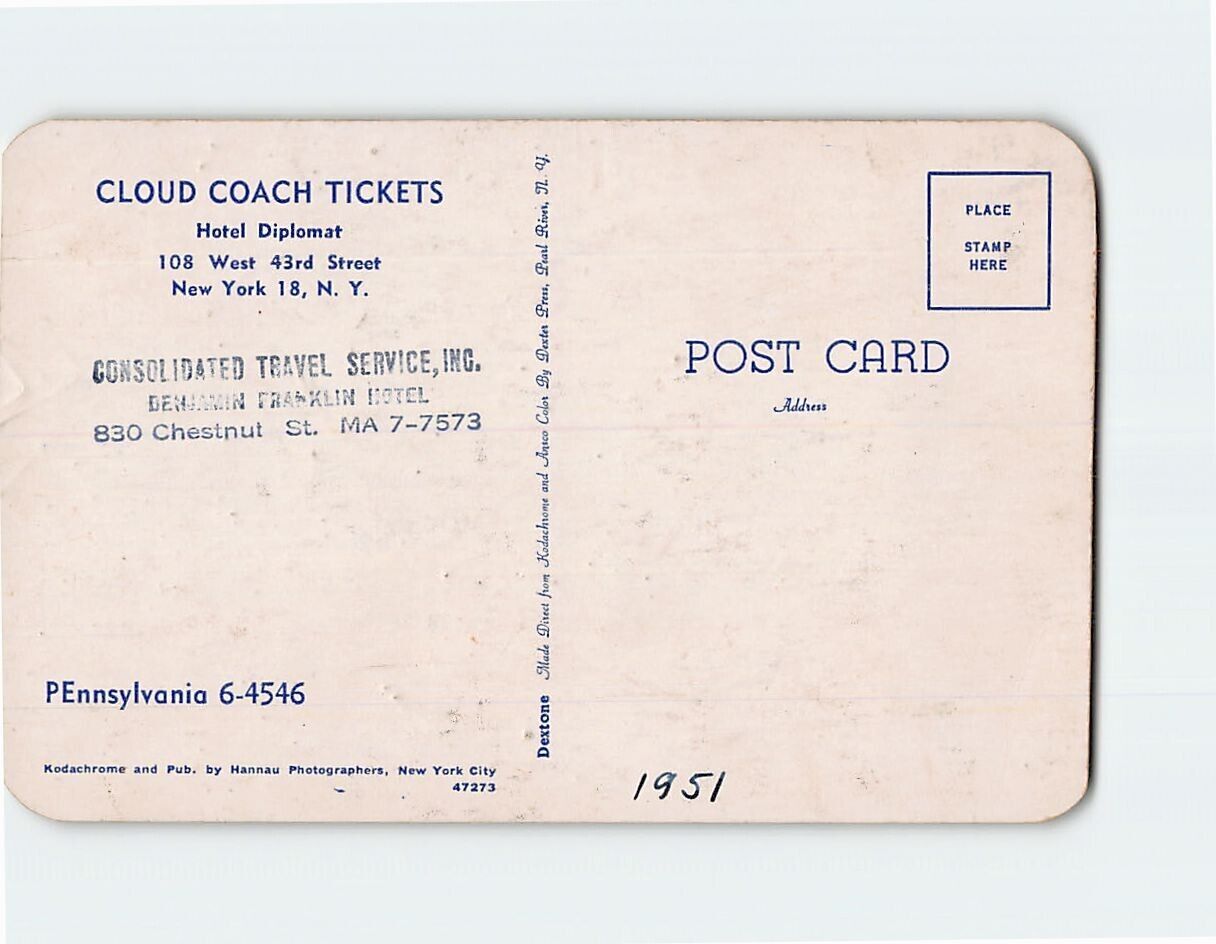 CLOUD COACH TICKETS
Hotel Diplomat
108 West 43rd Street
New York 18, N. Y.
CONSOLIDATED TRAVEL SERVICE, INC.
BENJAMIN FRANKLIN HOTEL
830 Chestnut St. MA 7-7573
PEnnsylvania 6-4546
Kodachrome and Pub. by Hannau Photographers, New York City
47273
Dextone Made Direct from Kodachrome and Ansco Color By Dexter Press, Pearl River, N. Y.
PLACE
STAMP
HERE
POST CARD
Address
1951